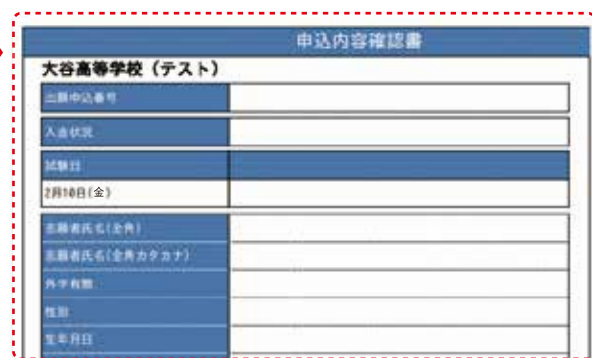 申込内容確認書
大谷高等学校（テスト）
出願申込番号
入金状況
試験日
2月10日(金)
志願者氏名(全角)
志願者氏名(全角カタカナ)
外字有無
性別
生年月日